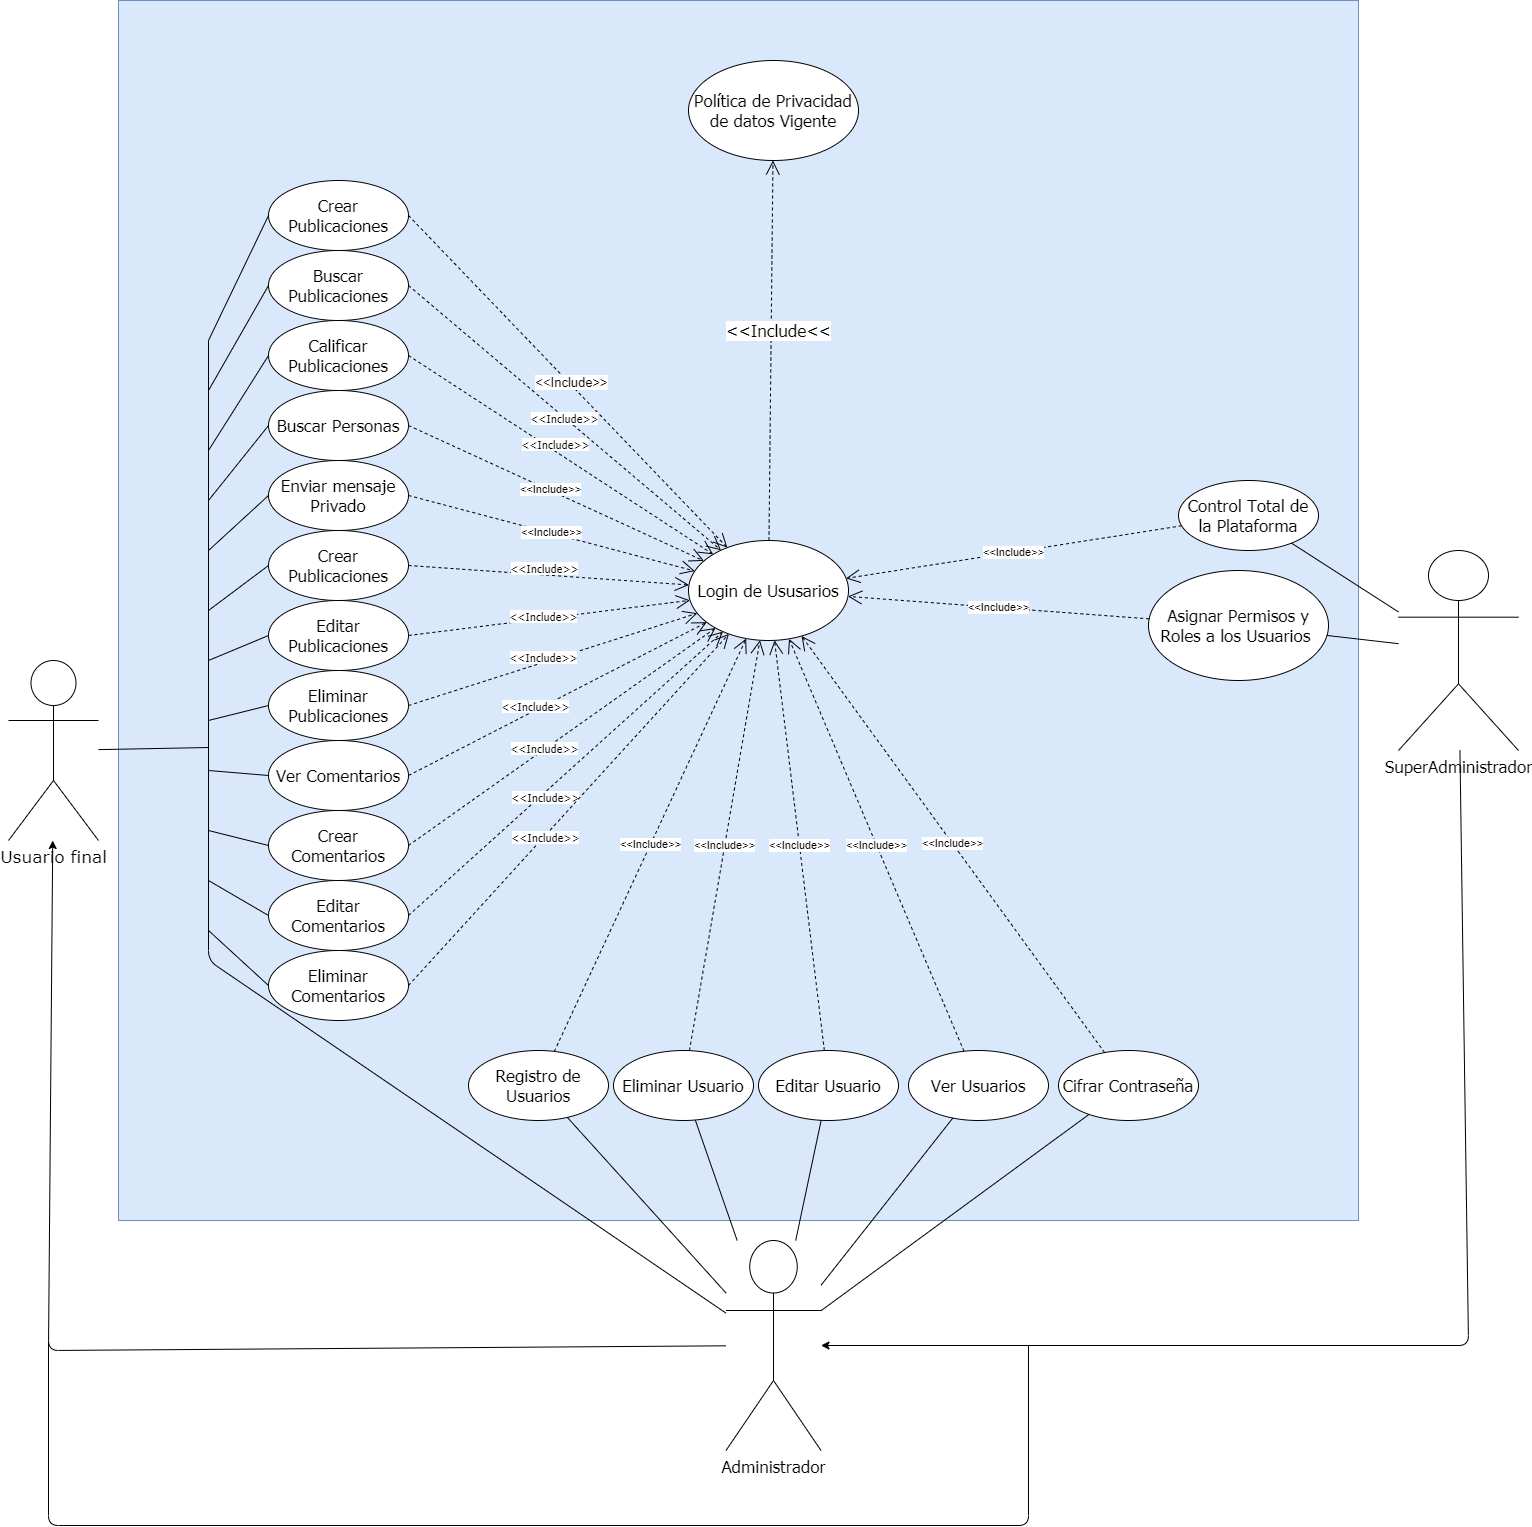 Política de Privacidad
de datos Vigente
Crear
Publicaciones
Buscar
Publicaciones
<<Include<<
Calificar
Publicaciones
<<Include>>
Buscar Personas
<<Include>>
<<Include>>
Enviar mensaje
Privado
<<Include>>
Control Total de
la Plataforma
<<Include>>
<<Include>>
Crear
Publicaciones
<<Include>>
Login de Ususarios
<<Include>>
Asignar Permisos y
Roles a los Usuarios
Editar
Publicaciones
<<Include>>
<<Include>>
Eliminar
Publicaciones
<<Include>>
SuperAdministrador
Ver Comentarios
<<Include>>
<<Include>>
Crear
Comentarios
<<Include>>
<<Include>>
<<Include>>
<<Include>>
<<Include>>
<<Include>>
Usuario final
Editar
Comentarios
Eliminar
Comentarios
Registro de
Usuarios
Eliminar Usuario
Editar Usuario
Ver Usuarios
Cifrar Contraseña
Administrador